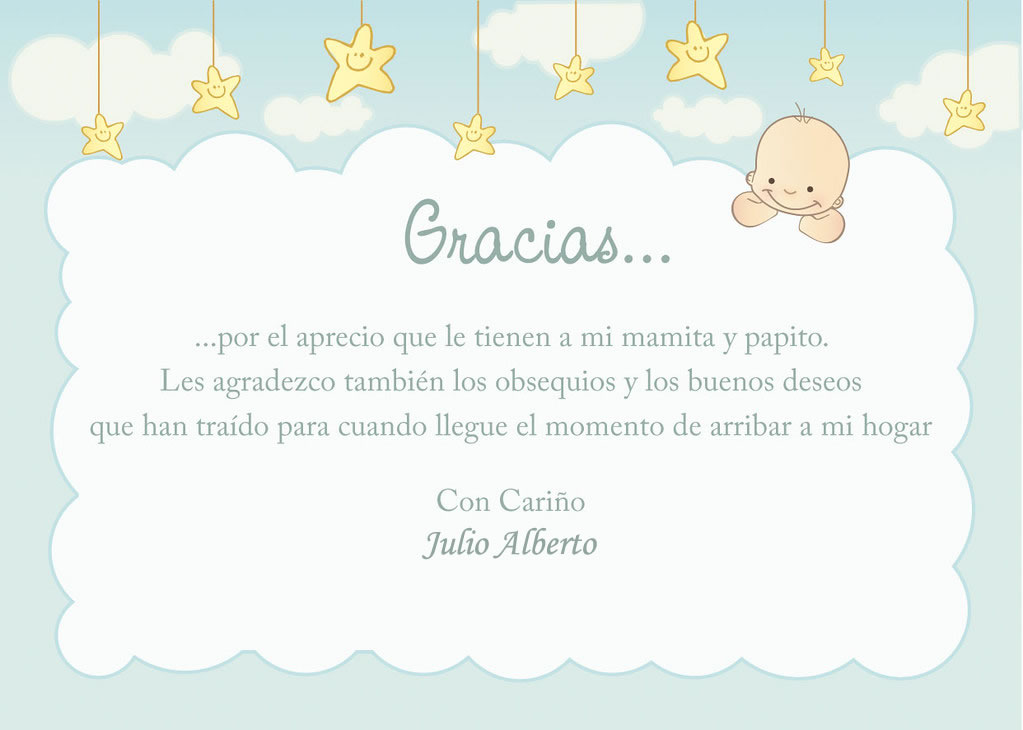 Gracias...
...por el aprecio que le tienen a mi mamita y papito.
Les agradezco también los obsequios y los buenos deseos
que han traído para cuando llegue el momento de arribar a mi hogar
Con Cariño
Julio Alberto